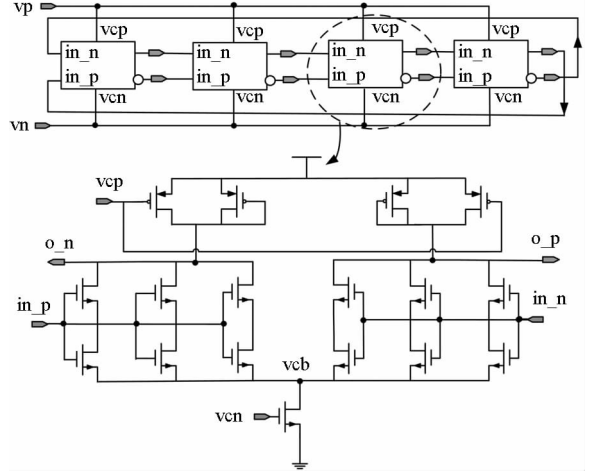 vp
vcp vcp vcp vcp
in_n in_n in_n in_n
in_p in_p in_p in_p
vcn vcn vcn vcn
vn
vcp
o_n o_p
in_p in_n
vcb
vcn